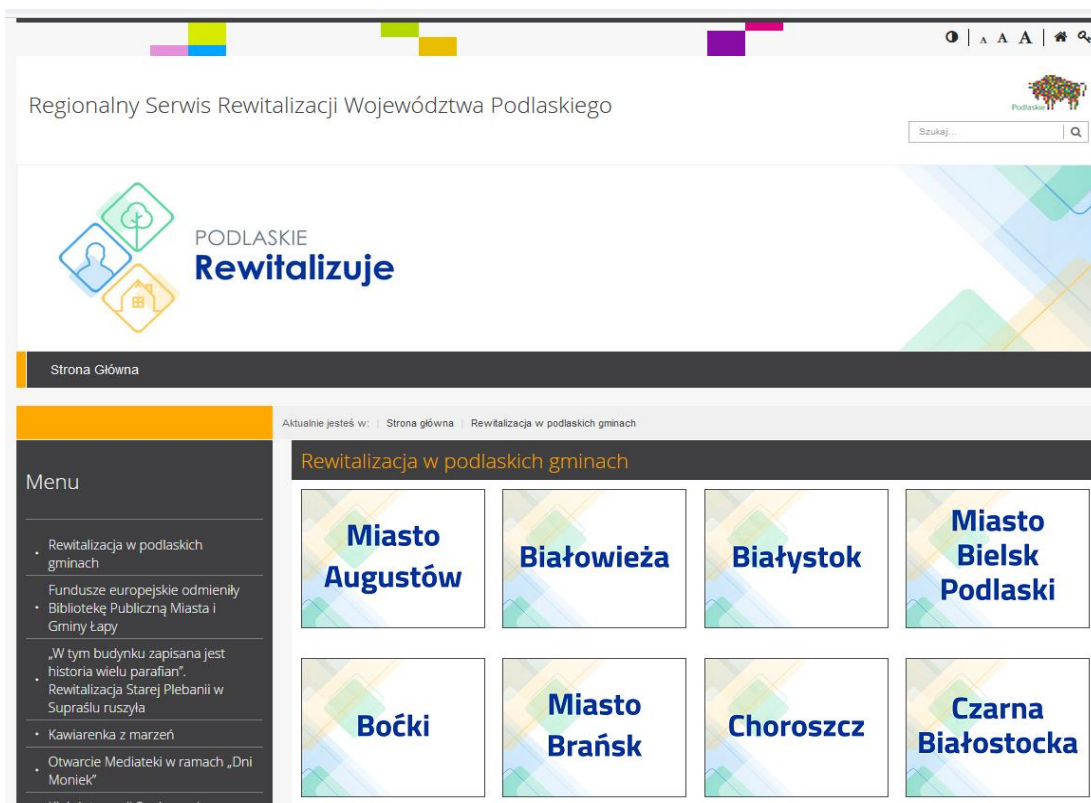 A A A
Regionalny Serwis Rewitalizacji Województwa Podlaskiego
Podlaskie
Szukaj...
PODLASKIE
Rewitalizuje
Strona Główna
Aktualnie jesteś w: | Strona główna | Rewitalizacja w podlaskich gminach
Menu
Rewitalizacja w podlaskich
gminach
Fundusze europejskie odmieniły
Bibliotekę Publiczną Miasta i
Gminy Łapy
„W tym budynku zapisana jest
historia wielu parafian”.
Rewitalizacja Starej Plebanii w
Supraślu ruszyła
Kawiarenka z marzeń
Otwarcie Mediateki w ramach „Dni
Moniek”
Rewitalizacja w podlaskich gminach
Miasto
Augustów
Białowieża
Białystok
Miasto
Bielsk
Podlaski
Boćki
Miasto
Brańsk
Choroszcz
Czarna
Białostocka